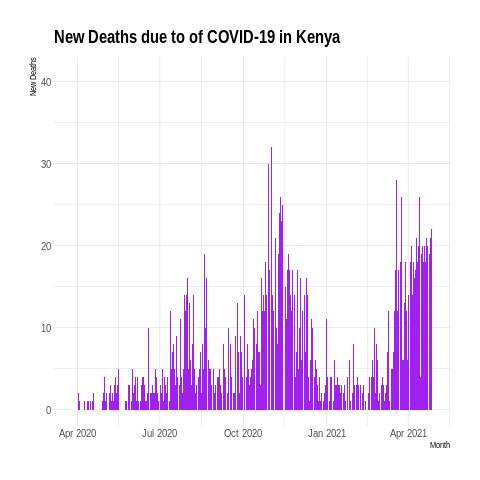 New Deaths due to of COVID-19 in Kenya
New Deaths
40
30
20
10
0
Apr 2020 Jul 2020 Oct 2020 Jan 2021 Apr 2021
Month